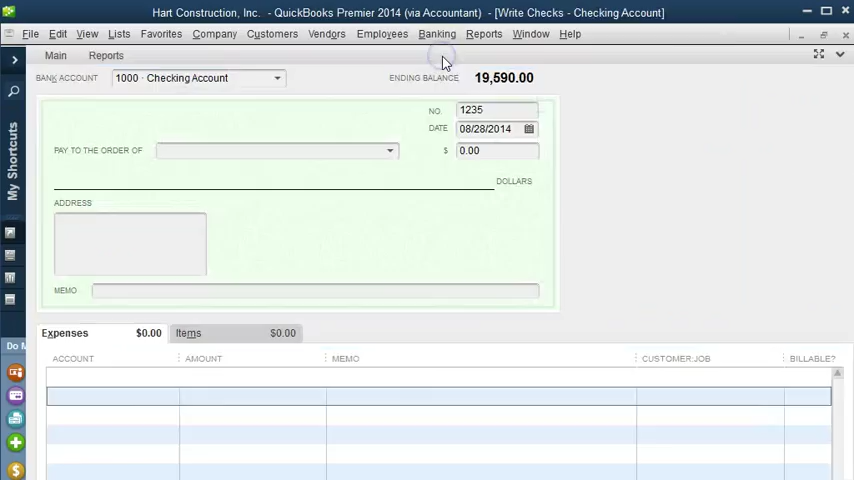 Hart Construction, Inc. - QuickBooks Premier 2014 (via Accountant) - [Write Checks - Checking Account]
File Edit View Lists Favorites Company Customers Vendors Employees Banking Reports Window Help
Main Reports
BANK ACCOUNT 1000 · Checking Account ENDING BALANCE 19,590.00
NO. 1235
DATE 08/28/2014
PAY TO THE ORDER OF $ 0.00
DOLLARS
ADDRESS
MEMO
My Shortcuts
Expenses $0.00 Items $0.00
Do M
ACCOUNT AMOUNT MEMO CUSTOMER:JOB BILLABLE?